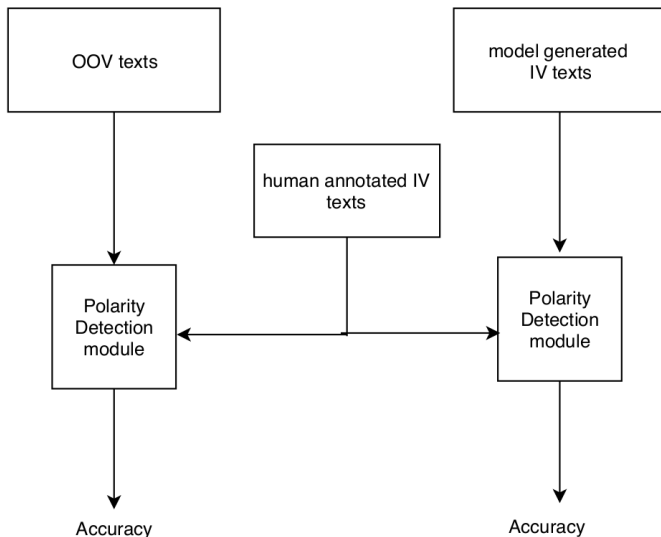 OOV texts
model generated
IV texts
human annotated IV
texts
Polarity
Detection
module
Polarity
Detection
module
Accuracy
Accuracy